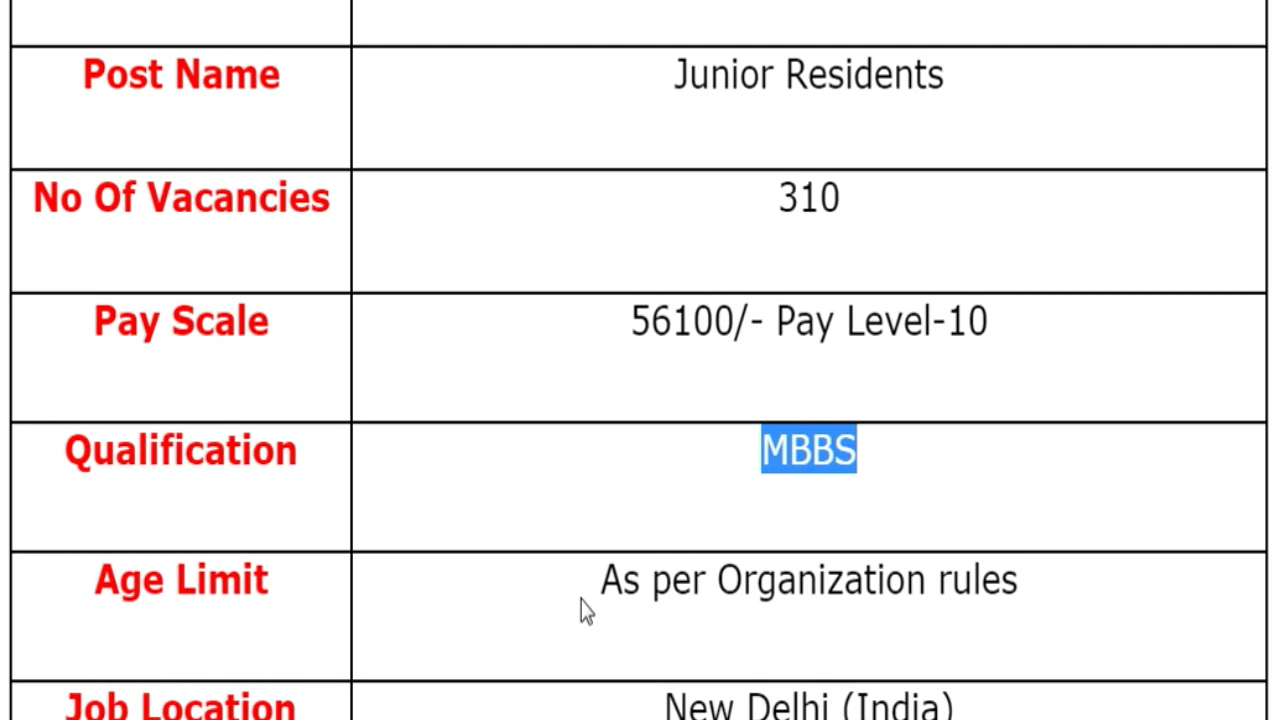 Post Name Junior Residents
No Of Vacancies 310
Pay Scale 56100/- Pay Level-10
Qualification MBBS
Age Limit As per Organization rules
Job Location New Delhi (India)